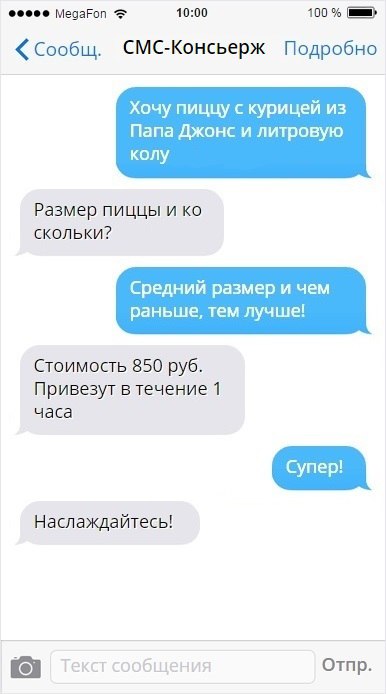 MegaFon 10:00 100 %
Сообщ. СМС-Консьерж Подробно
Хочу пиццу с курицей из
Папа Джонс и литровую
колу
Размер пиццы и ко
скольки?
Средний размер и чем
раньше, тем лучше!
Стоимость 850 руб.
Привезут в течение 1
часа
Супер!
Наслаждайтесь!
Текст сообщения Отпр.